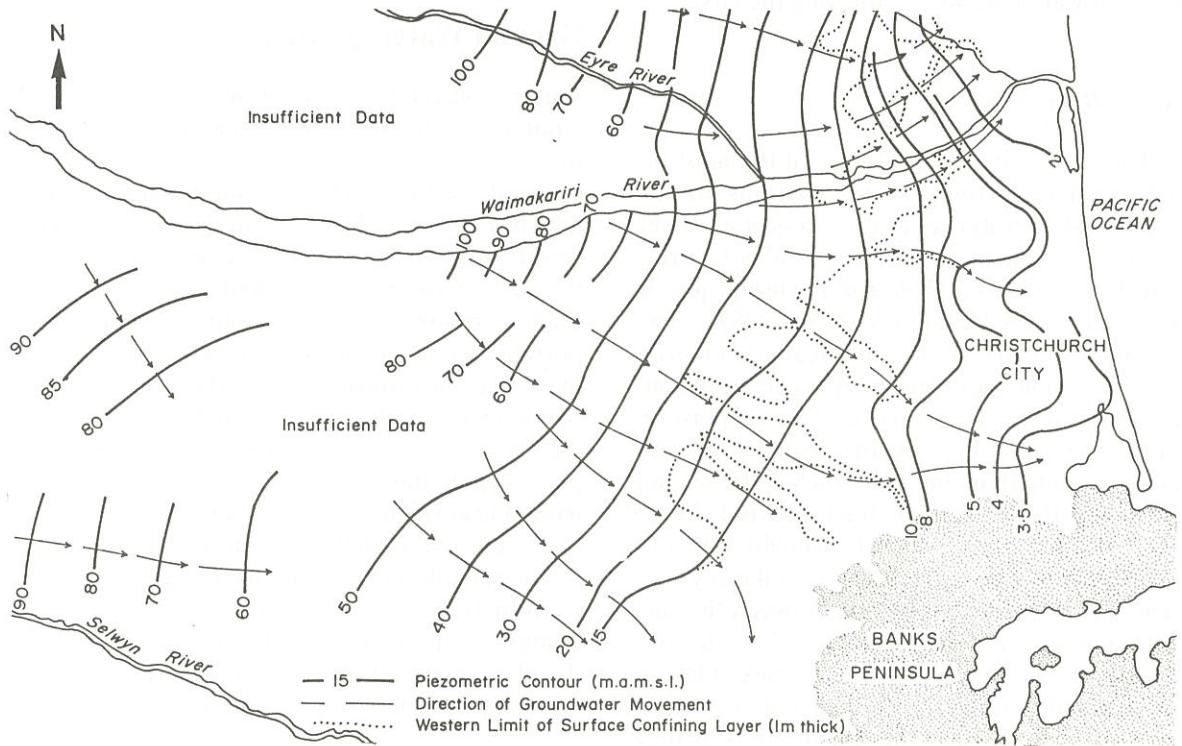 N
100
80
70
60
Eyre River
Insufficient Data
2
Waimakariri River
100
90
80
70
PACIFIC
OCEAN
90
85
80
80
70
60
CHRISTCHURCH
CITY
Insufficient Data
90
80
70
60
50
40
30
20
15
10
8
5
4
3·5
Selwyn River
BANKS
PENINSULA
15 Piezometric Contour (m.a.m.s.l.)
Direction of Groundwater Movement
Western Limit of Surface Confining Layer (1m thick)